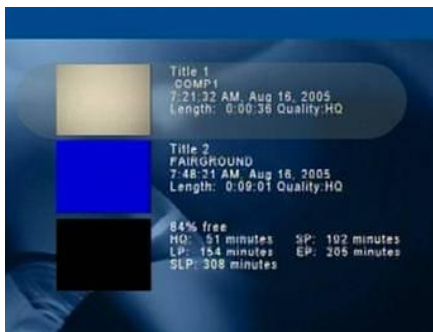 Title 1
COMP1
7:21:32 AM, Aug 16, 2005
Length: 0:00:36 Quality:HQ
Title 2
FAIRGROUND
7:48:21 AM, Aug 16, 2005
Length: 0:09:01 Quality:HQ
84% free
HQ: 51 minutes SP: 102 minutes
LP: 154 minutes EP: 205 minutes
SLP: 308 minutes